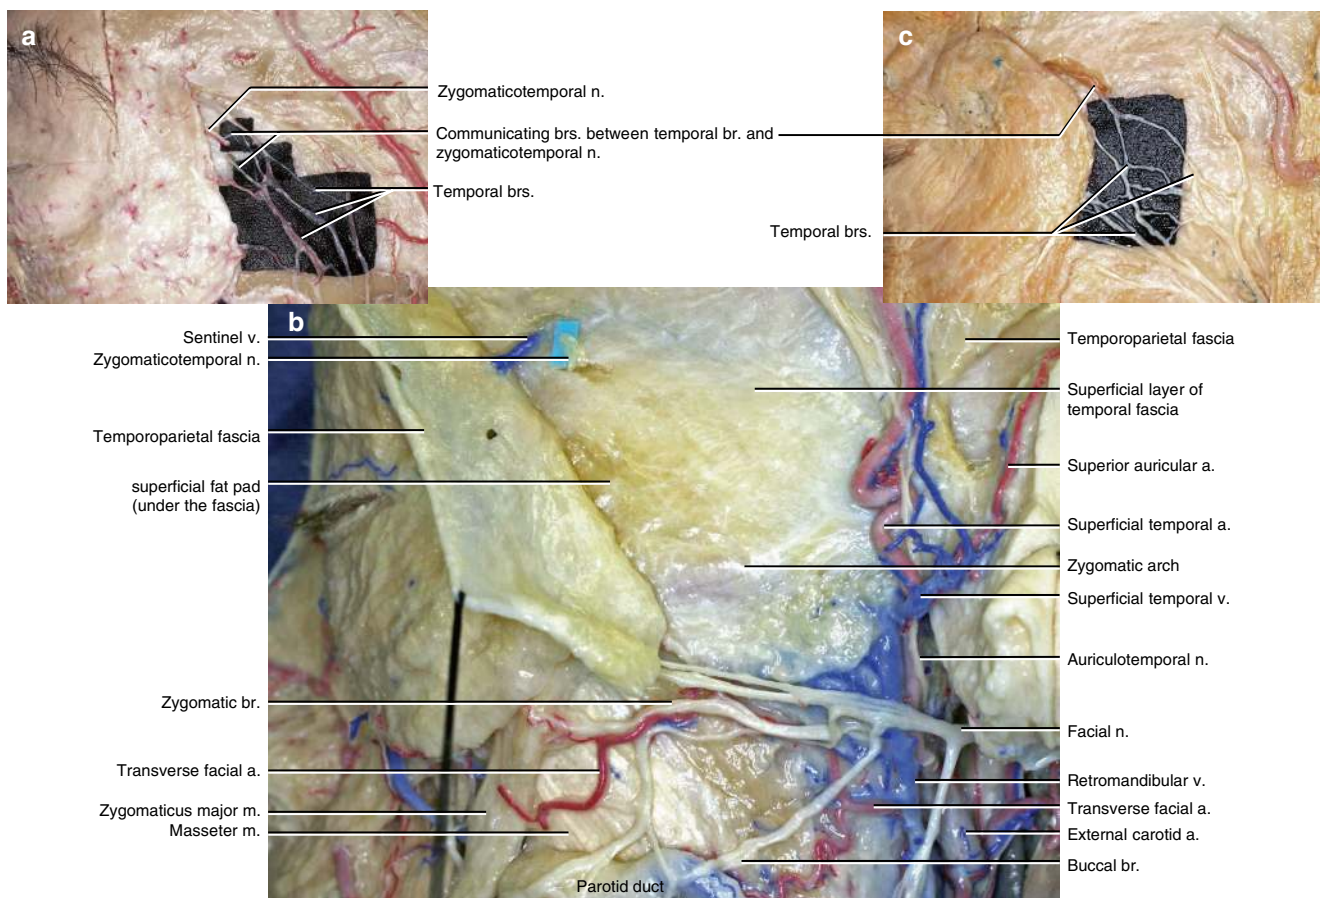 a
c
Zygomaticotemporal n.
Communicating brs. between temporal br. and
zygomaticotemporal n.
Temporal brs.
Temporal brs.
b
Sentinel v.
Zygomaticotemporal n.
Temporoparietal fascia
superficial fat pad
(under the fascia)
Zygomatic br.
Transverse facial a.
Zygomaticus major m.
Masseter m.
Parotid duct
Temporoparietal fascia
Superficial layer of
temporal fascia
Superior auricular a.
Superficial temporal a.
Zygomatic arch
Superficial temporal v.
Auriculotemporal n.
Facial n.
Retromandibular v.
Transverse facial a.
External carotid a.
Buccal br.